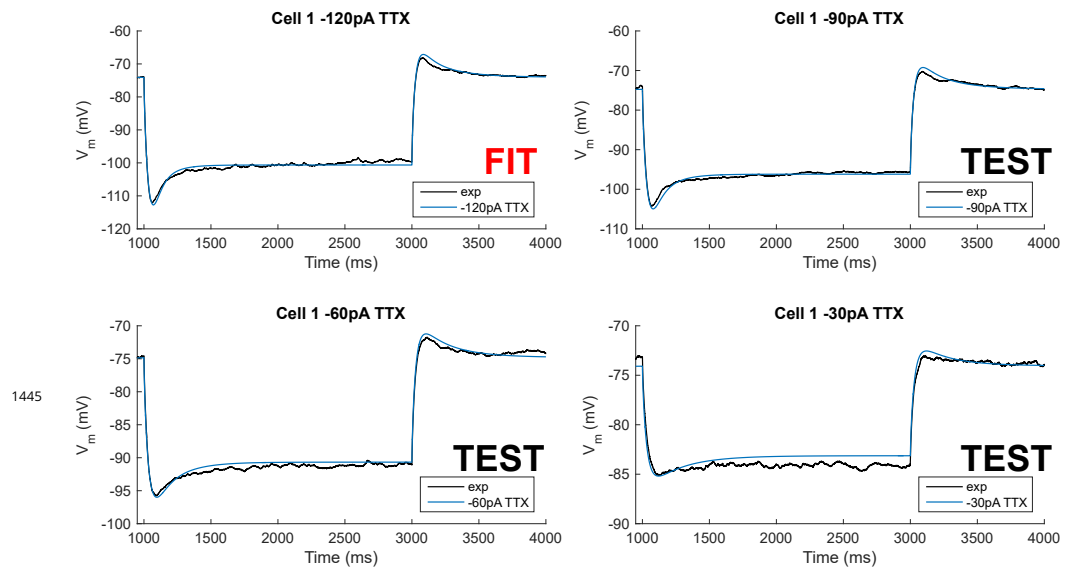 Cell 1 -120pA TTX
-60
-70
-80
-90
-100
-110
-120
V_m (mV)
FIT
exp
-120pA TTX
1000 1500 2000 2500 3000 3500 4000
Time (ms)
Cell 1 -90pA TTX
-60
-70
-80
-90
-100
-110
V_m (mV)
TEST
exp
-90pA TTX
1000 1500 2000 2500 3000 3500 4000
Time (ms)
1445
Cell 1 -60pA TTX
-70
-75
-80
-85
-90
-95
-100
V_m (mV)
TEST
exp
-60pA TTX
1000 1500 2000 2500 3000 3500 4000
Time (ms)
Cell 1 -30pA TTX
-70
-75
-80
-85
-90
V_m (mV)
TEST
exp
-30pA TTX
1000 1500 2000 2500 3000 3500 4000
Time (ms)